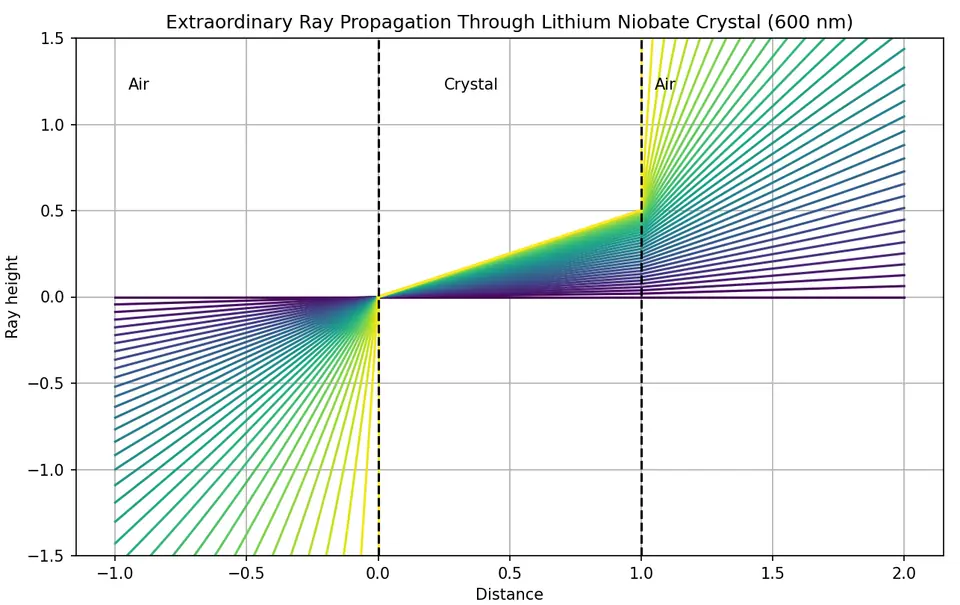 Extraordinary Ray Propagation Through Lithium Niobate Crystal (600 nm)
1.5
Air
Crystal
Air
1.0
0.5
0.0
−0.5
−1.0
−1.5
Ray height
−1.0
−0.5
0.0
0.5
1.0
1.5
2.0
Distance